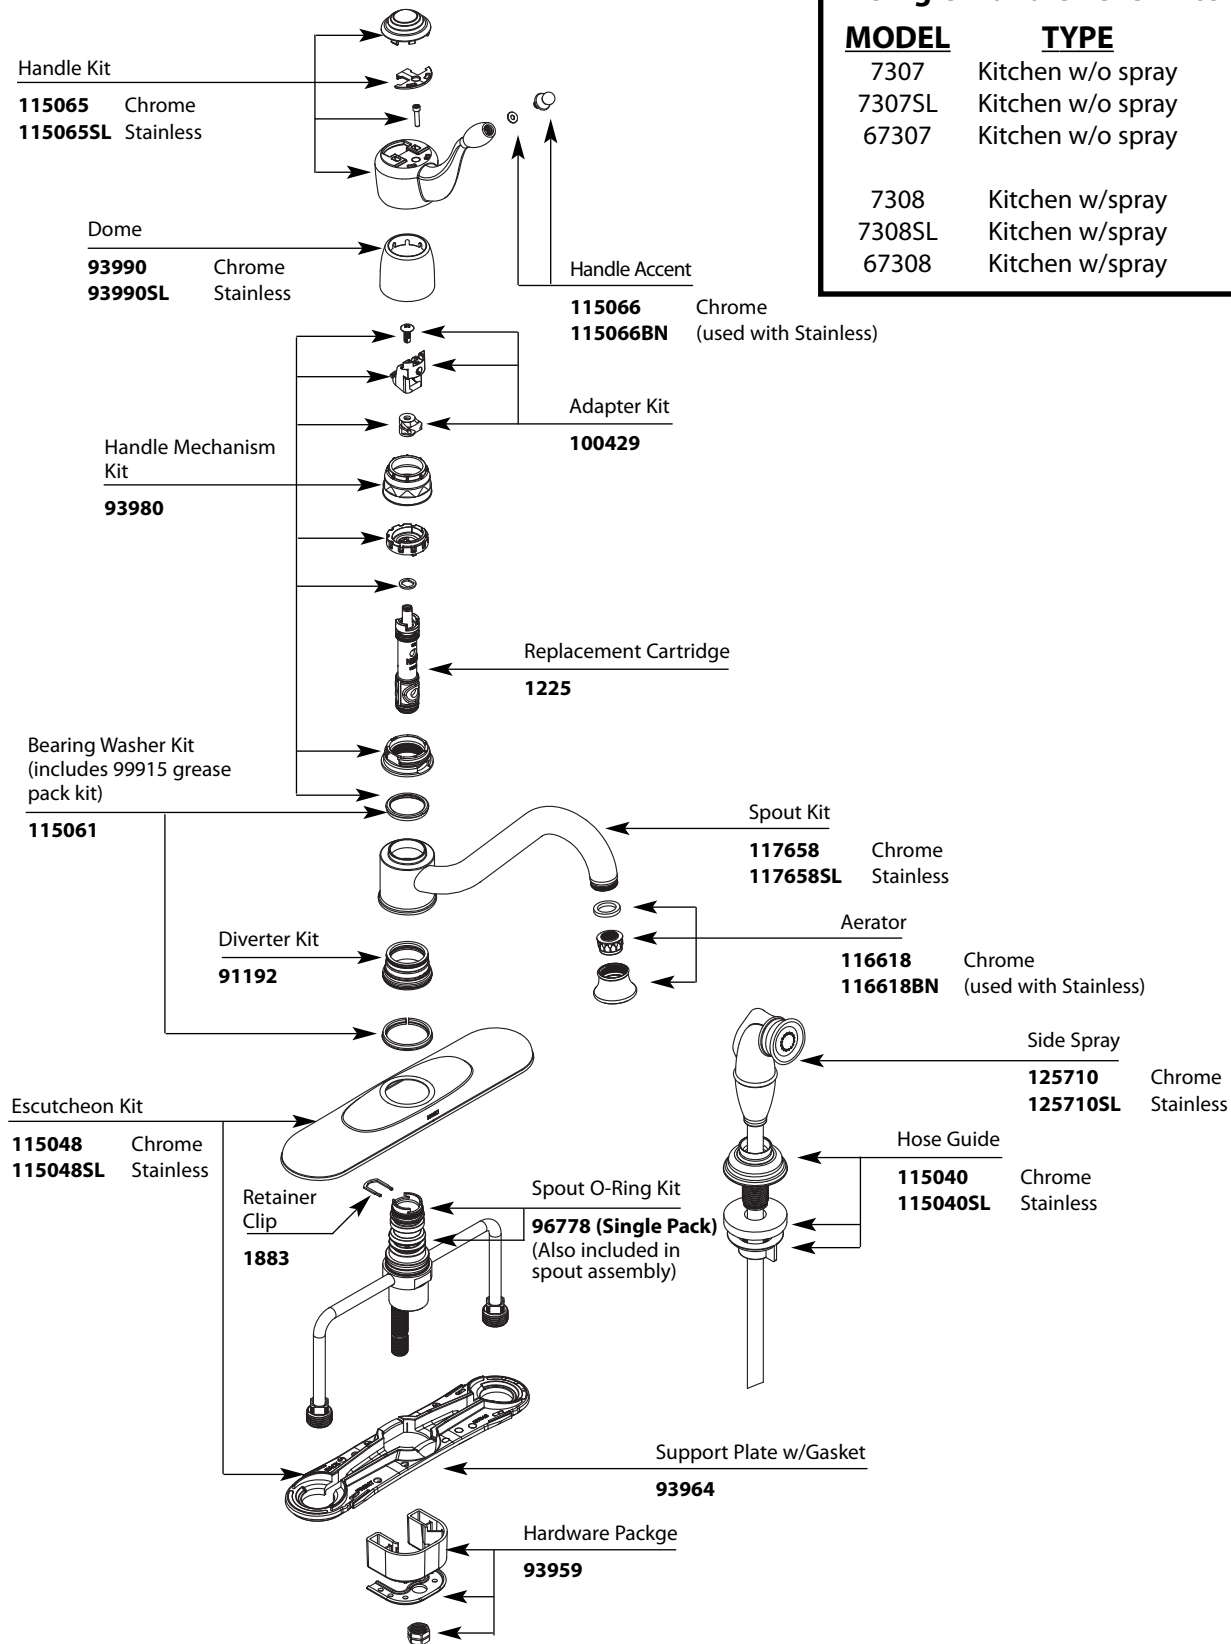 MODEL TYPE
7307 Kitchen w/o spray
7307SL Kitchen w/o spray
67307 Kitchen w/o spray
7308 Kitchen w/spray
7308SL Kitchen w/spray
67308 Kitchen w/spray
Handle Kit
115065 Chrome
115065SL Stainless
Dome
93990 Chrome
93990SL Stainless
Handle Accent
115066 Chrome
115066BN (used with Stainless)
Adapter Kit
100429
Handle Mechanism
Kit
93980
Replacement Cartridge
1225
Bearing Washer Kit
(includes 99915 grease
pack kit)
115061
Spout Kit
117658 Chrome
117658SL Stainless
Aerator
116618 Chrome
116618BN (used with Stainless)
Diverter Kit
91192
Side Spray
125710 Chrome
125710SL Stainless
Escutcheon Kit
115048 Chrome
115048SL Stainless
Hose Guide
115040 Chrome
115040SL Stainless
Retainer
Clip
1883
Spout O-Ring Kit
96778 (Single Pack)
(Also included in
spout assembly)
Support Plate w/Gasket
93964
Hardware Packge
93959